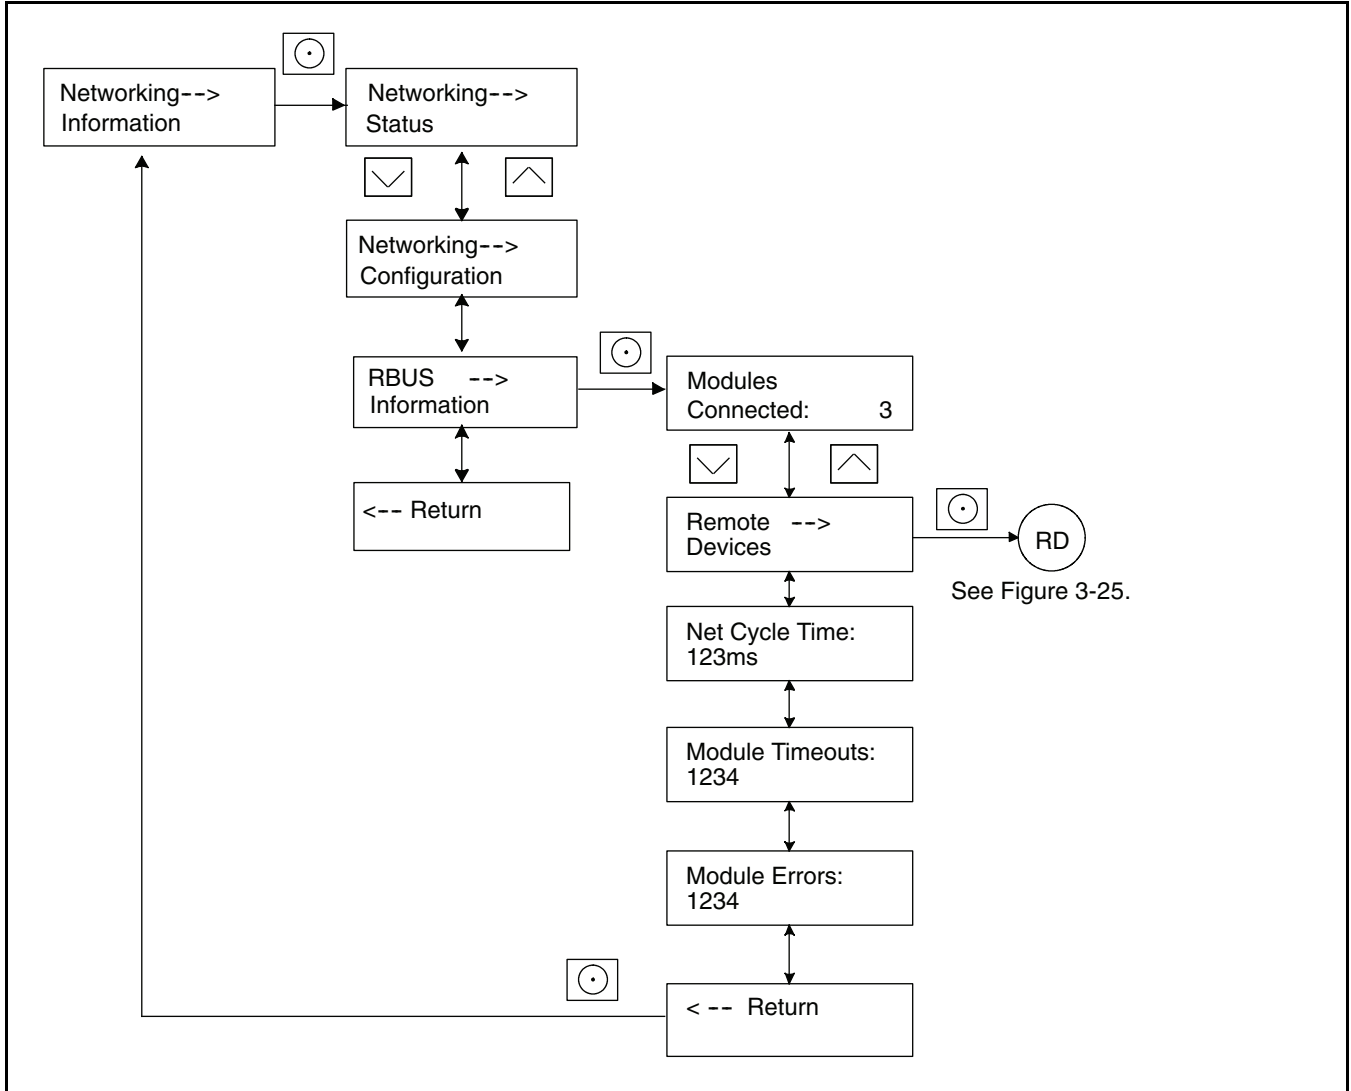 Networking-->
Information
Networking-->
Status
Networking-->
Configuration
RBUS -->
Information
<-- Return
Modules
Connected: 3
Remote -->
Devices
RD
See Figure 3-25.
Net Cycle Time:
123ms
Module Timeouts:
1234
Module Errors:
1234
< -- Return